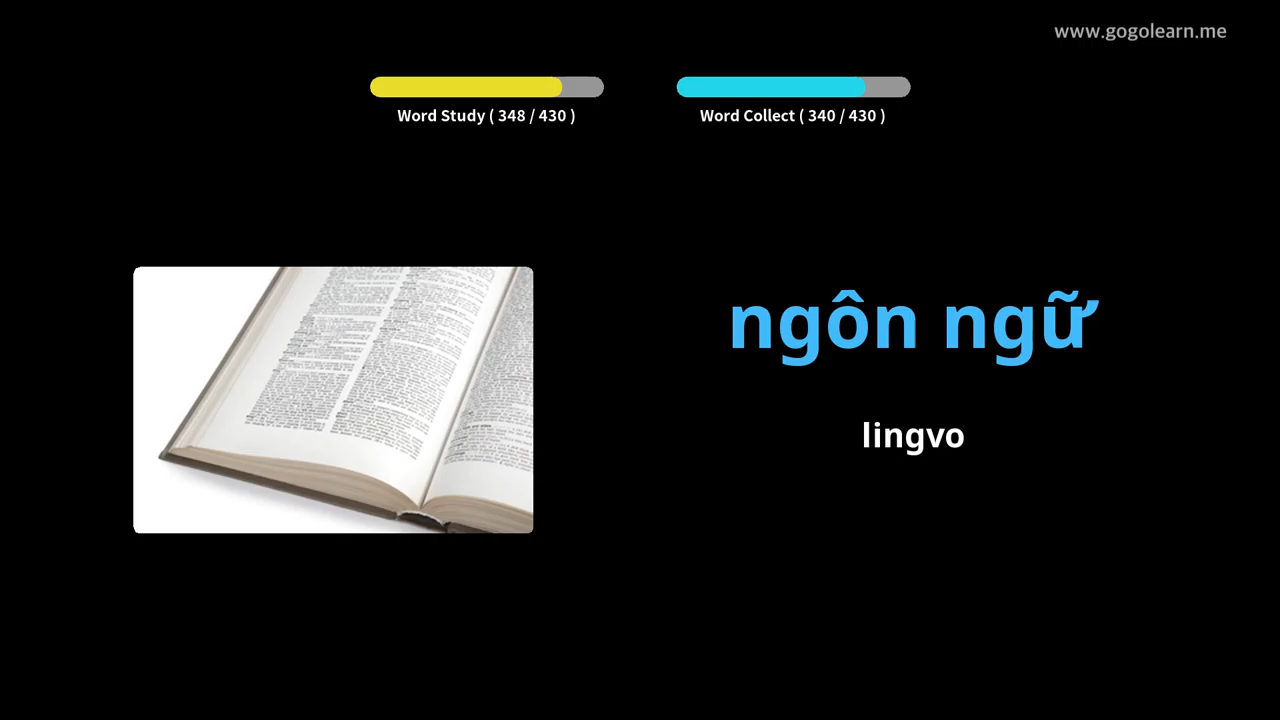 www.gogolearn.me
Word Study ( 348 / 430 )
Word Collect ( 340 / 430 )
ngôn ngữ
lingvo